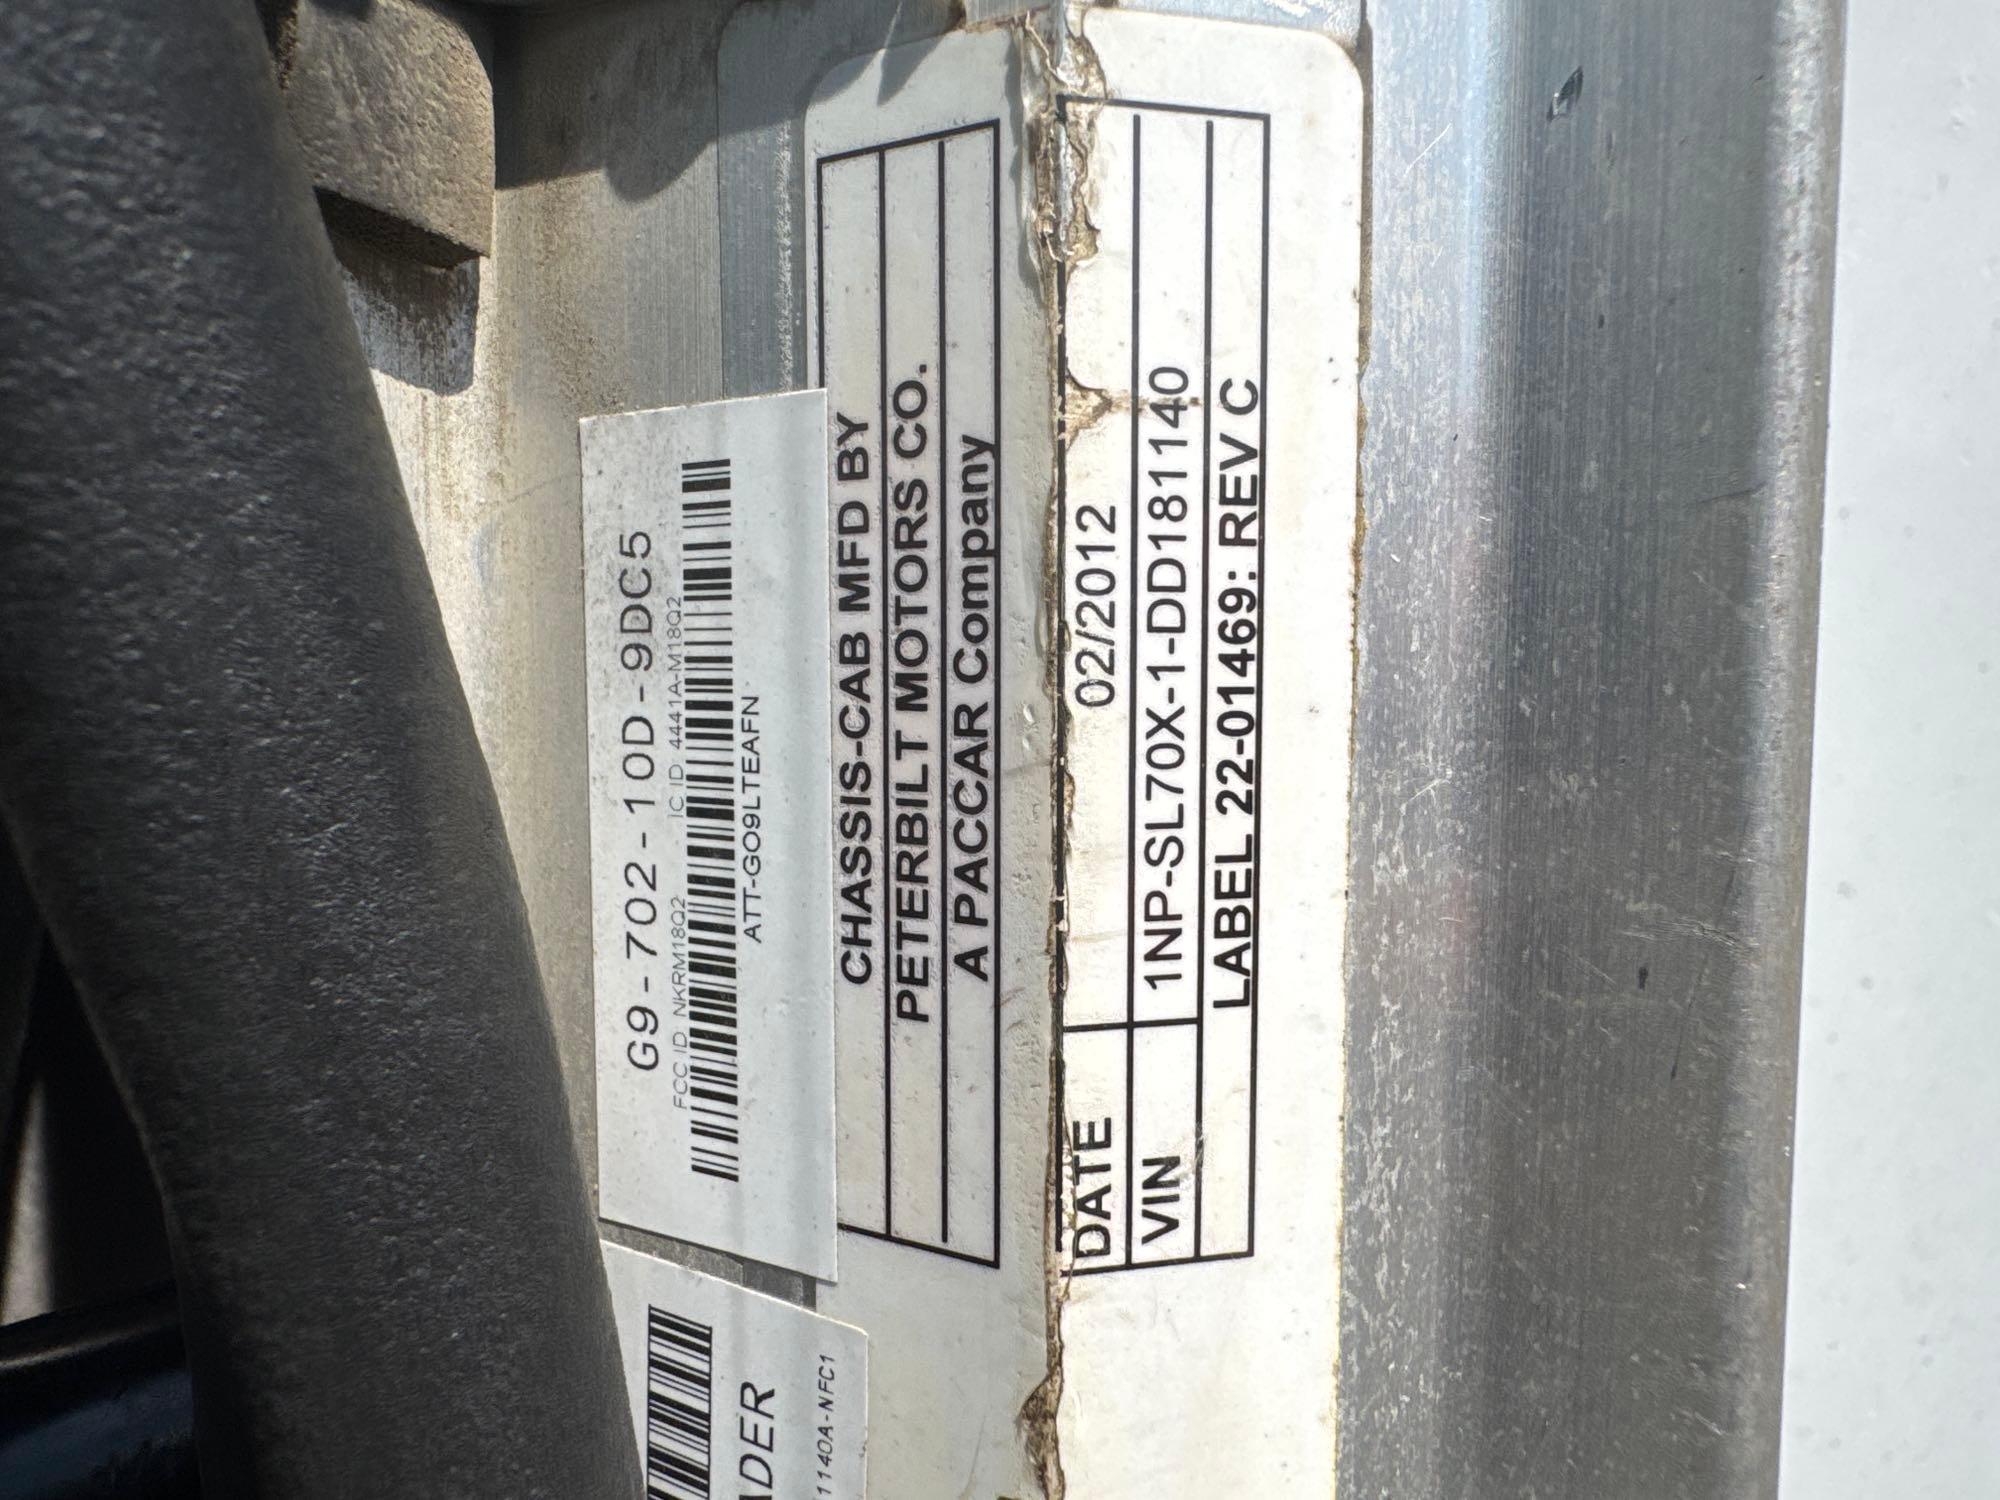 G9-702-10D-9DC5
FCC ID NKRM18Q2 IC ID 4441A-M18Q2
ATT-GO9LTEAFN
CHASSIS-CAB MFD BY
PETERBILT MOTORS CO.
A PACCAR Company
DATE 02/2012
VIN 1NP-SL70X-1-DD181140
LABEL 22-01469: REV C
ADER
1140A-NFC1